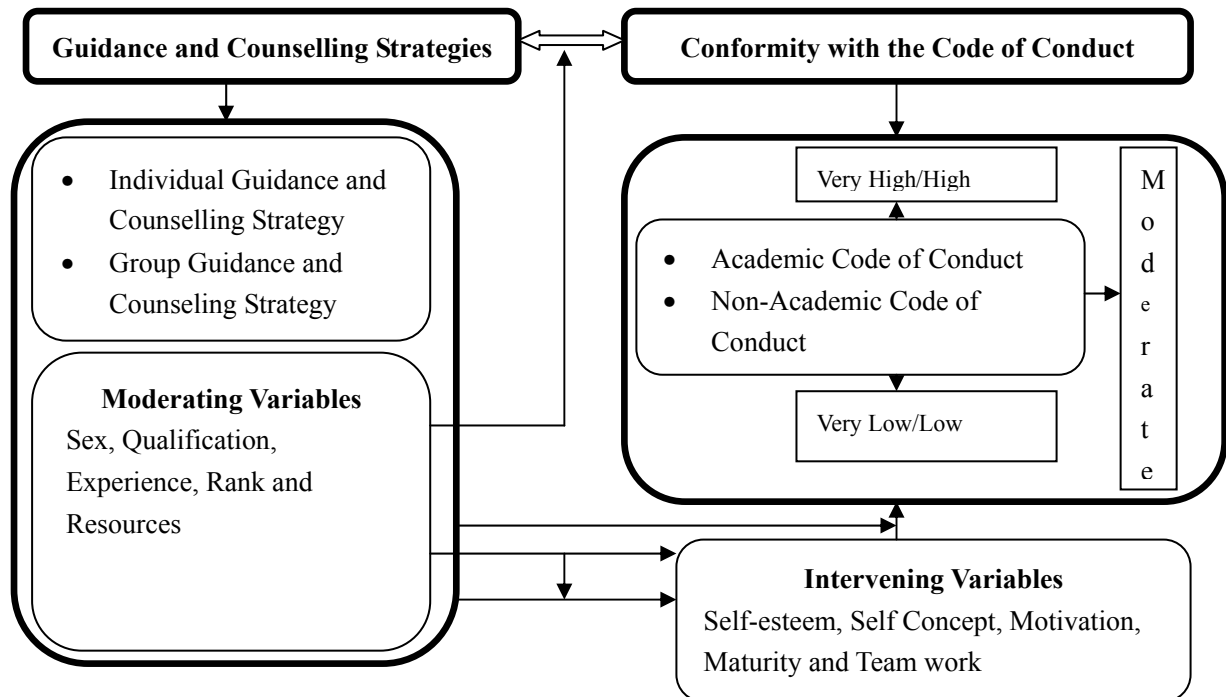 Guidance and Counselling Strategies
Conformity with the Code of Conduct
• Individual Guidance and
Counselling Strategy
• Group Guidance and
Counseling Strategy
Moderating Variables
Sex, Qualification,
Experience, Rank and
Resources
Very High/High
• Academic Code of Conduct
• Non-Academic Code of
Conduct
Very Low/Low
M
o
d
e
r
a
t
e
Intervening Variables
Self-esteem, Self Concept, Motivation,
Maturity and Team work